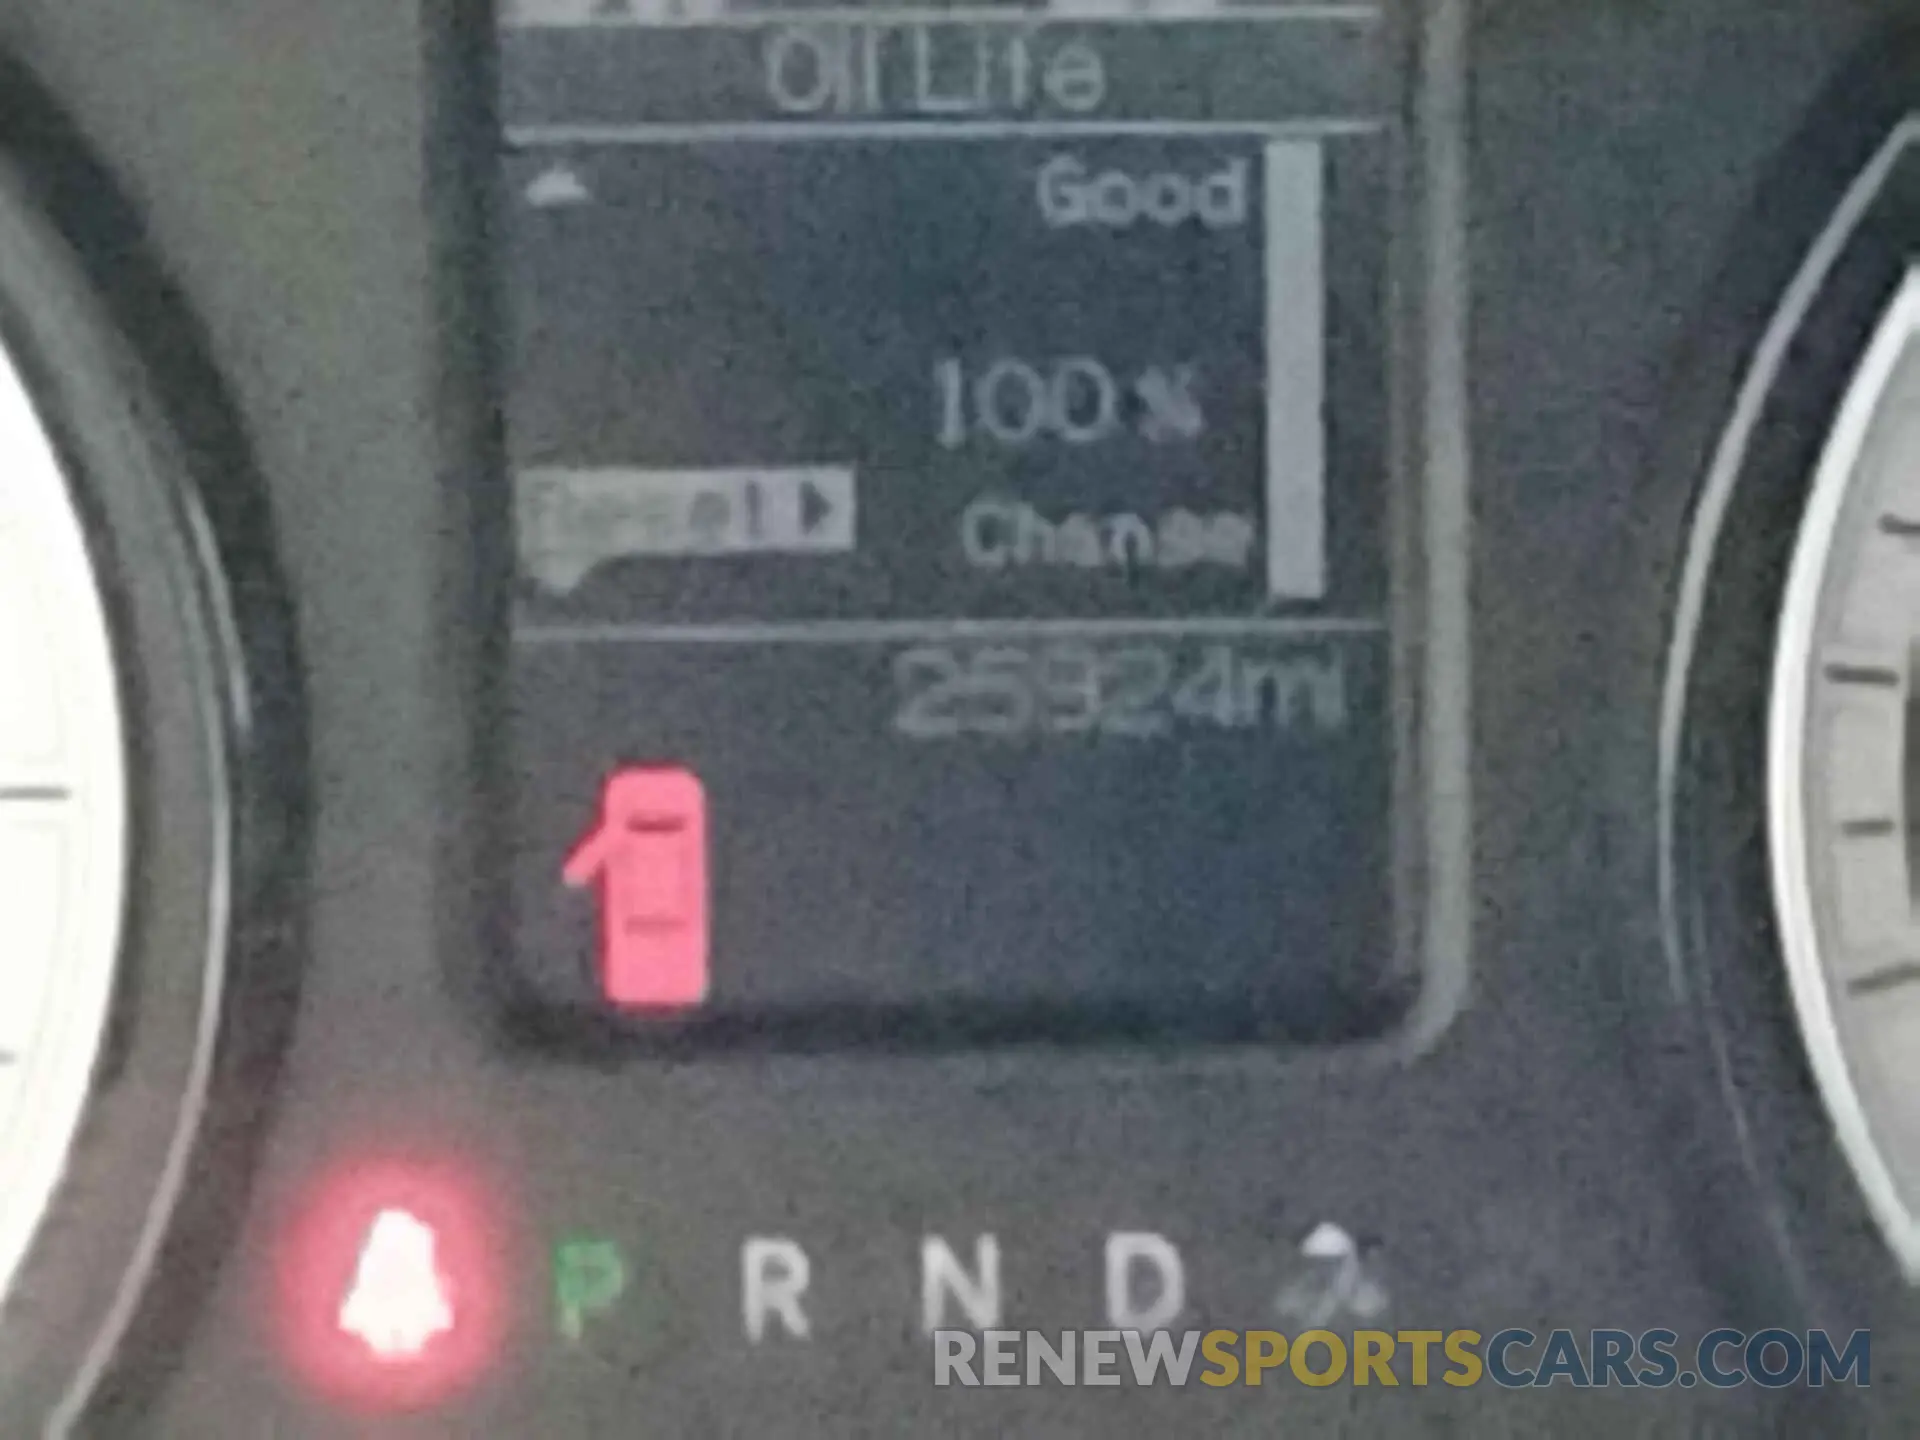 Oil Life
Good
100 %
Change
25924mi
P R N D
RENEWSPORTSCARS.COM